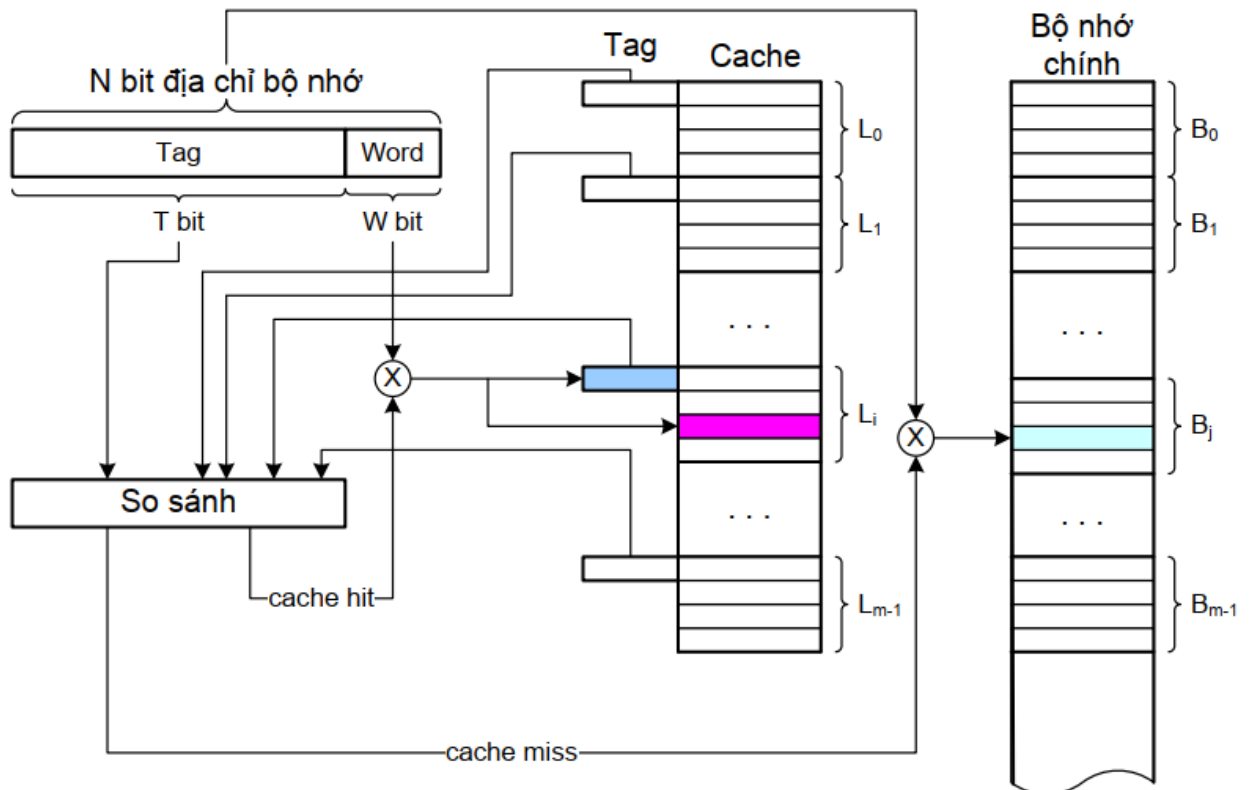 Bộ nhớ
chính
Tag
Cache
N bit địa chỉ bộ nhớ
Tag
Word
T bit
W bit
L0
B0
L1
B1
. . .
. . .
X
Li
X
Bj
So sánh
. . .
. . .
cache hit
Lm-1
Bm-1
cache miss